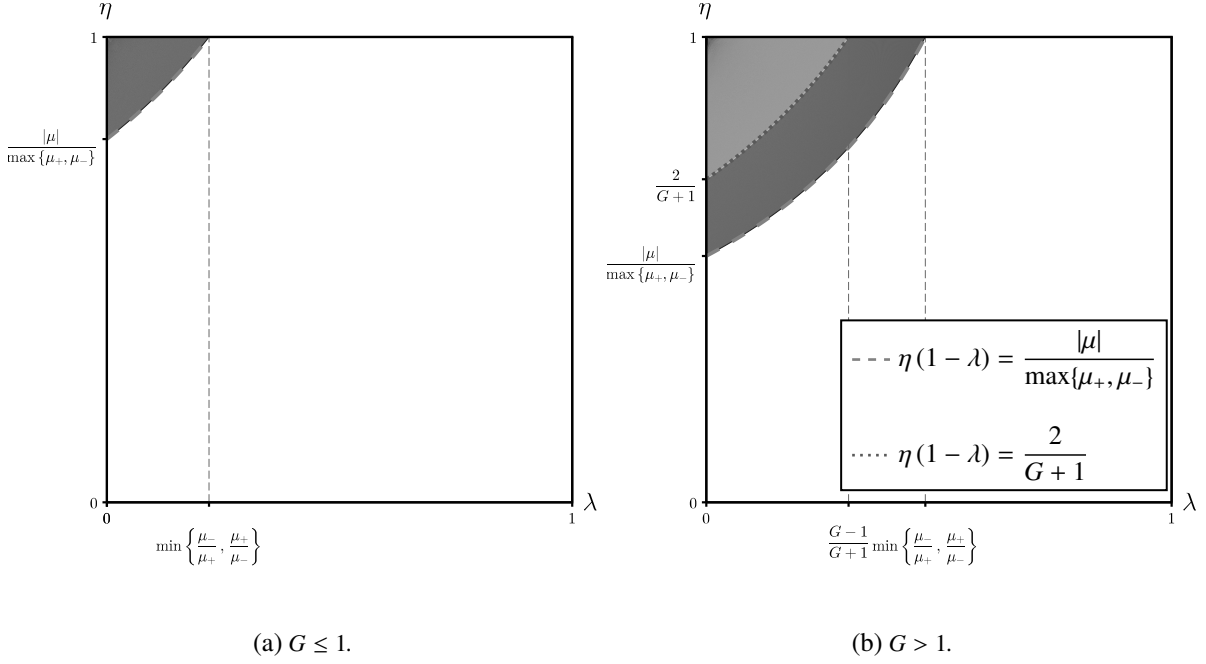 η
1
|μ|
max {μ₊, μ₋}
0
0
1
λ
min {μ₋/μ₊, μ₊/μ₋}
(a) G ≤ 1.
η
1
2
G + 1
|μ|
max {μ₊, μ₋}
0
0
1
λ
G − 1
G + 1
min {μ₋/μ₊, μ₊/μ₋}
η (1 − λ) = |μ| / max{μ₊, μ₋}
η (1 − λ) = 2 / G + 1
(b) G > 1.